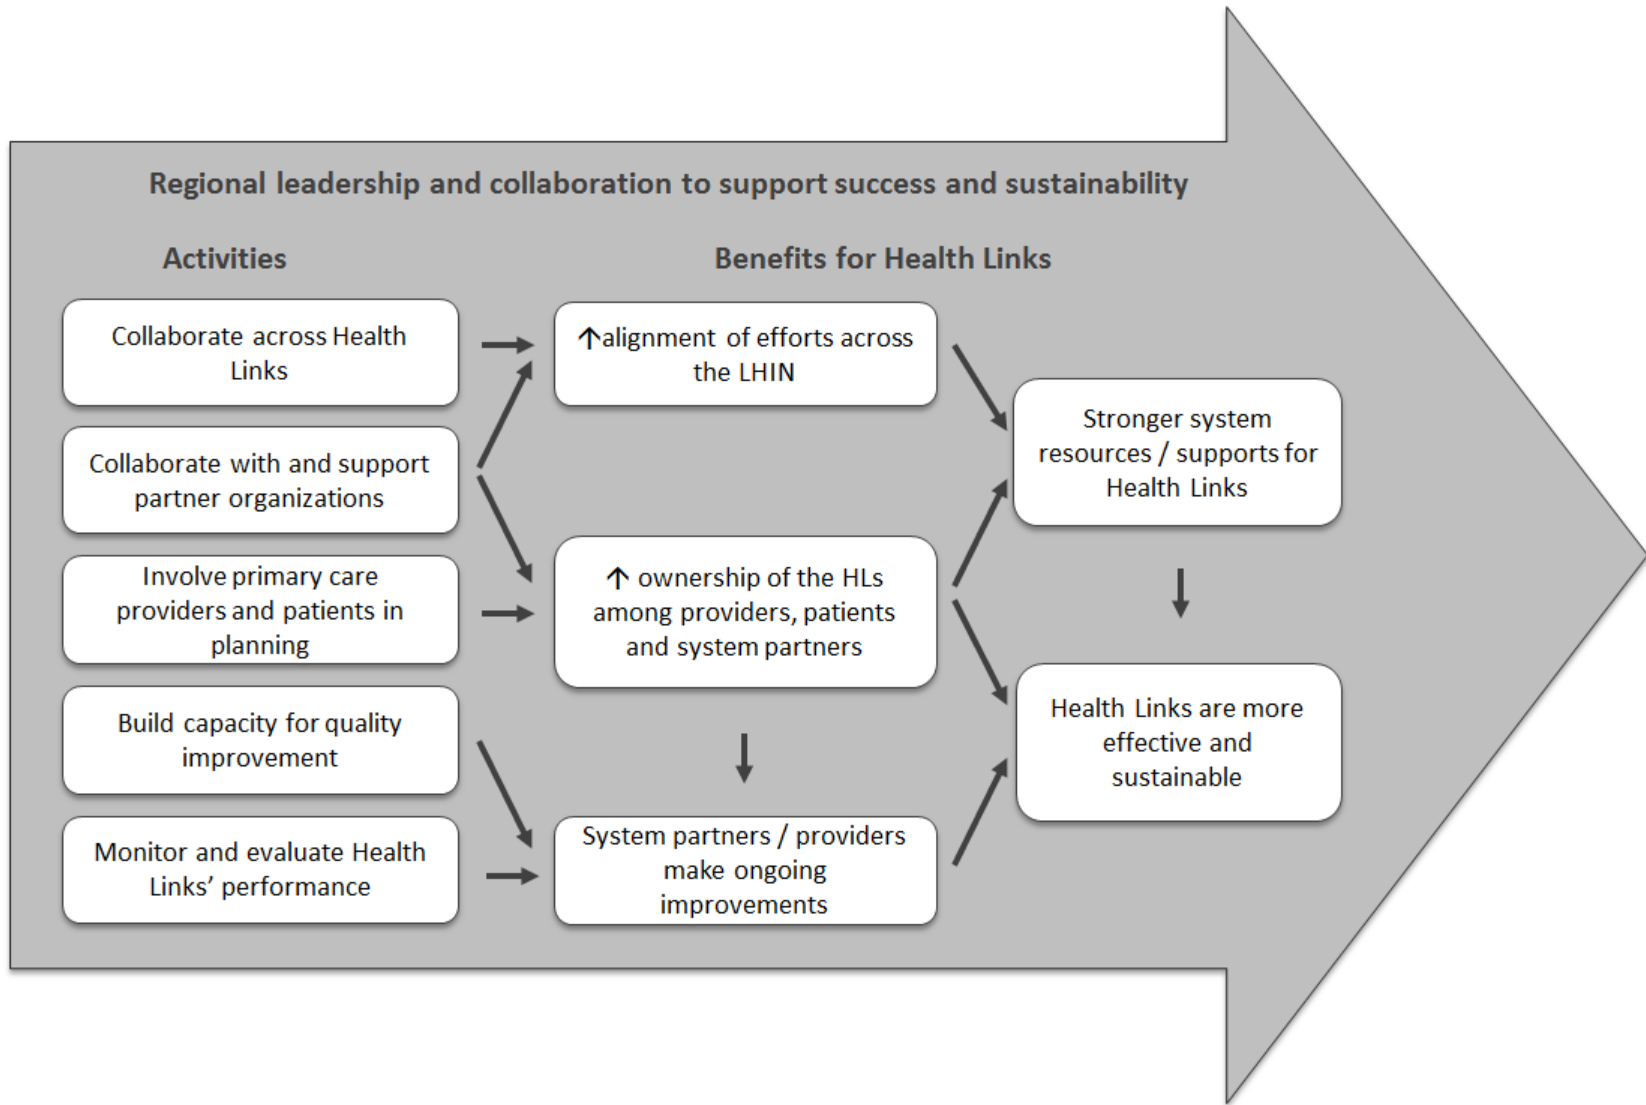 Regional leadership and collaboration to support success and sustainability
Activities
Benefits for Health Links
Collaborate across Health
Links
Collaborate with and support
partner organizations
Involve primary care
providers and patients in
planning
Build capacity for quality
improvement
Monitor and evaluate Health
Links’ performance
↑alignment of efforts across
the LHIN
↑ ownership of the HLs
among providers, patients
and system partners
System partners / providers
make ongoing
improvements
Stronger system
resources / supports for
Health Links
Health Links are more
effective and
sustainable